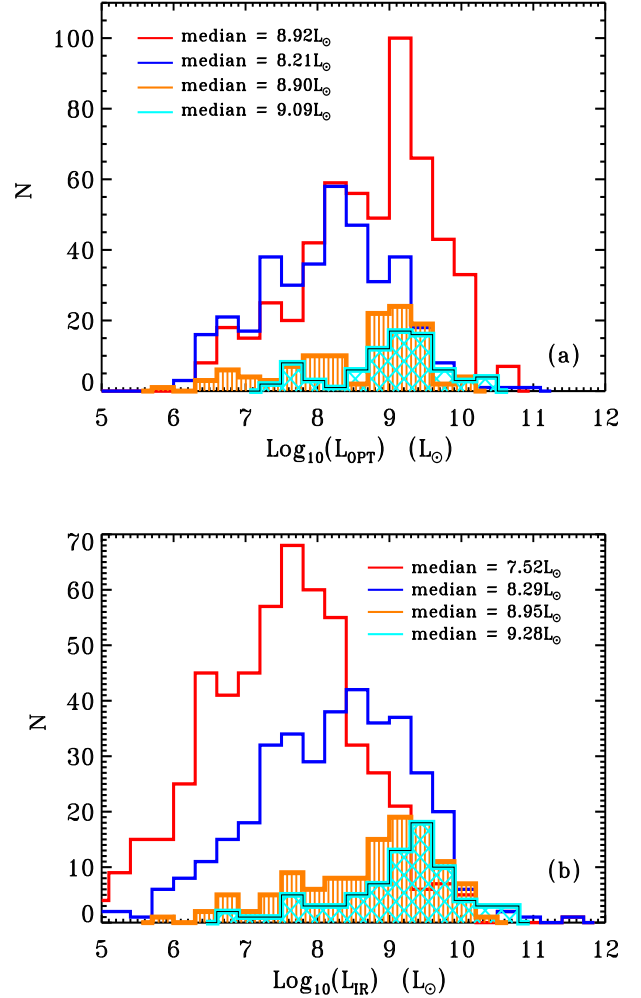 100
80
60
40
20
0
N
median = 8.92L⊙
median = 8.21L⊙
median = 8.90L⊙
median = 9.09L⊙
(a)
5 6 7 8 9 10 11 12
Log₁₀(L_OPT) (L⊙)
70
60
50
40
30
20
10
0
N
median = 7.52L⊙
median = 8.29L⊙
median = 8.95L⊙
median = 9.28L⊙
(b)
5 6 7 8 9 10 11 12
Log₁₀(L_IR) (L⊙)